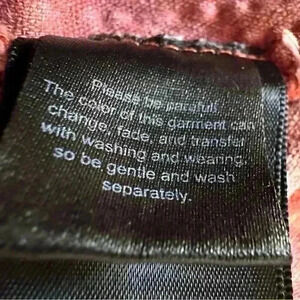 Please be careful!
The color of this garment can
change, fade, and transfer
with washing and wearing,
so be gentle and wash
separately.